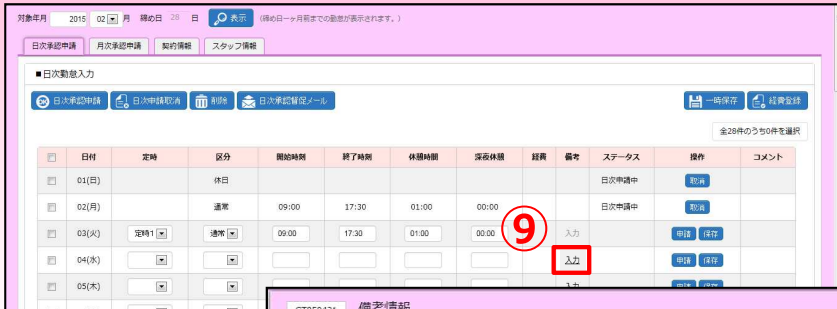 対象年月 2015 02 月 締め日 28 日 表示 (締め日一ヶ月前までの勤怠が表示されます。)
日次承認申請 月次承認申請 契約情報 スタッフ情報
■日次勤怠入力
OK 日次承認申請 日次申請取消 削除 日次承認督促メール 一時保存 経費登録
全28件のうち0件を選択
日付 定時 区分 開始時刻 終了時刻 休憩時間 深夜休憩 経費 備考 ステータス 操作 コメント
01(日) 休日 日次申請中 取消
02(月) 通常 09:00 17:30 01:00 00:00 日次申請中 取消
03(火) 定時1 通常 09:00 17:30 01:00 00:00 入力 申請 保存
⑨
04(水) 入力 申請 保存
05(木) 入力 申請 保存
備考情報